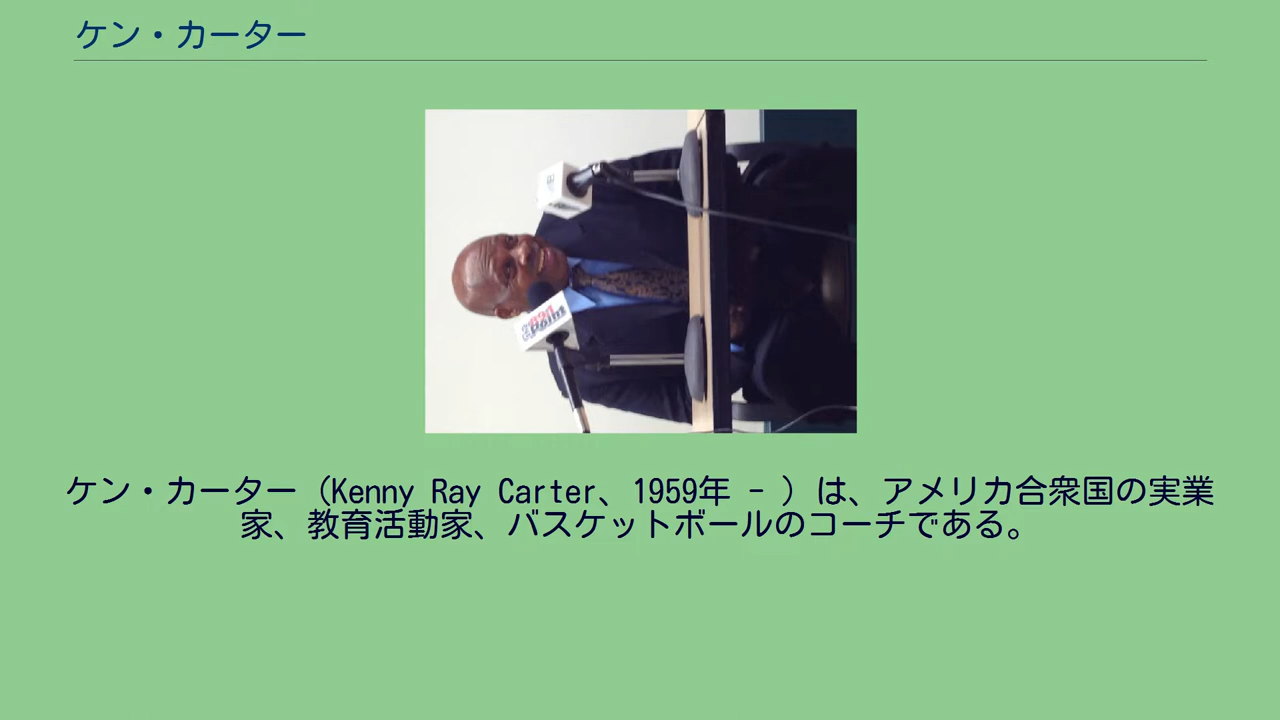 ケン・カーター
Point
ケン・カーター（Kenny Ray Carter、1959年 - ）は、アメリカ合衆国の実業
家、教育活動家、バスケットボールのコーチである。